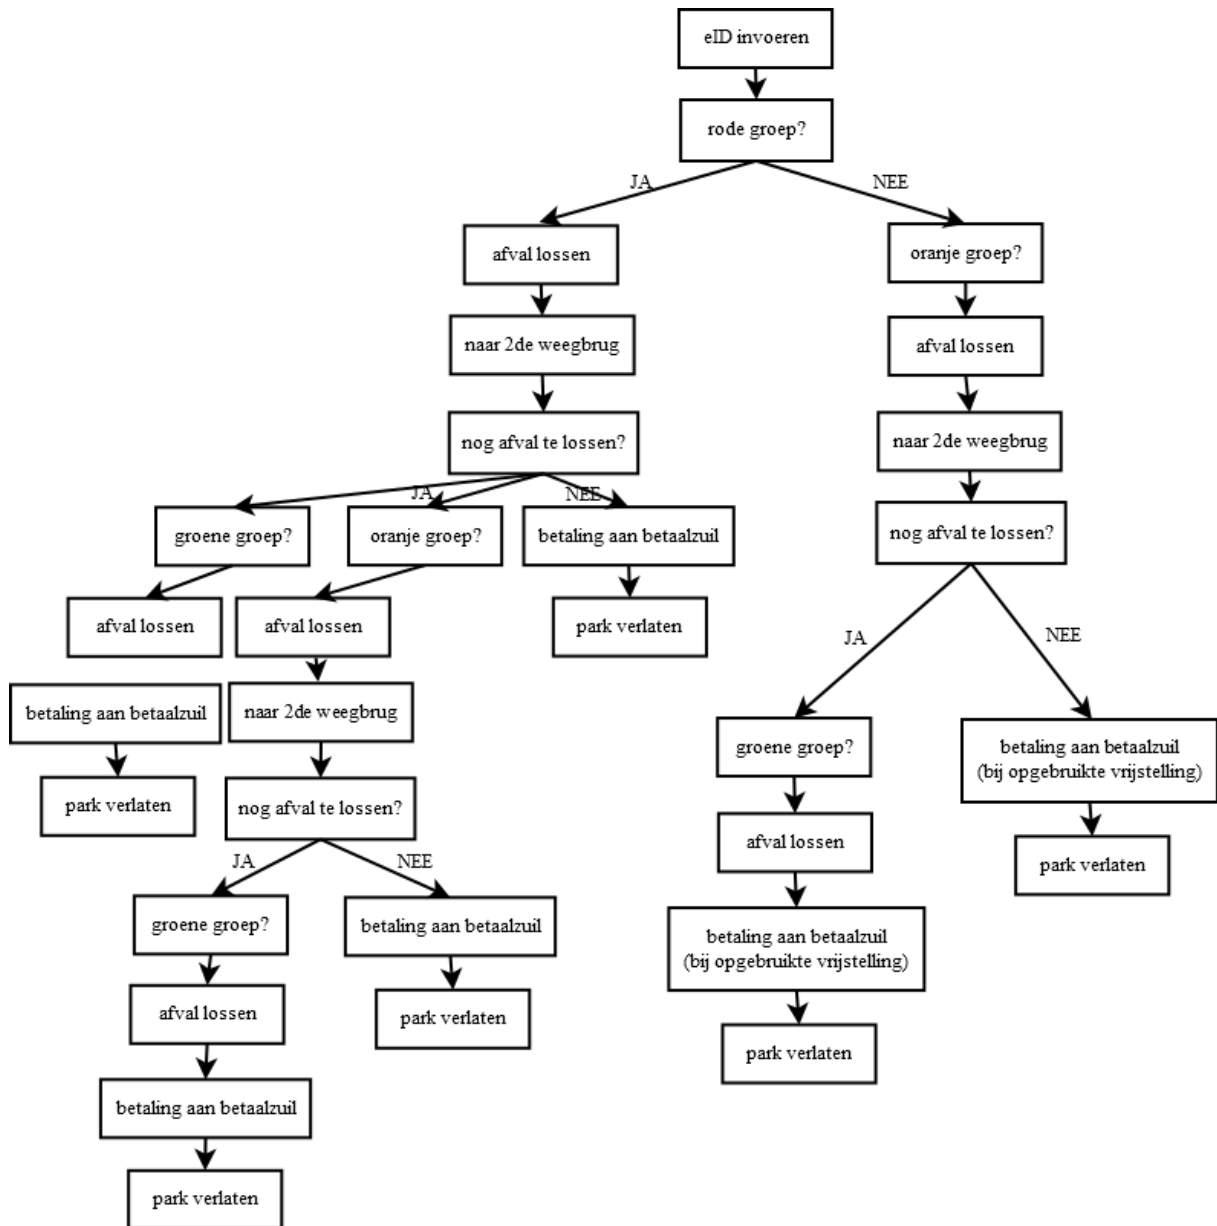 eID invoeren
rode groep?
JA
NEE
afval lossen
oranje groep?
naar 2de weegbrug
afval lossen
nog afval te lossen?
naar 2de weegbrug
JA
NEE
groene groep?
oranje groep?
betaling aan betaalzuil
nog afval te lossen?
afval lossen
afval lossen
park verlaten
JA
NEE
betaling aan betaalzuil
naar 2de weegbrug
groene groep?
betaling aan betaalzuil
(bij opgebruikte vrijstelling)
park verlaten
nog afval te lossen?
afval lossen
park verlaten
JA
NEE
groene groep?
betaling aan betaalzuil
betaling aan betaalzuil
(bij opgebruikte vrijstelling)
afval lossen
park verlaten
park verlaten
betaling aan betaalzuil
park verlaten